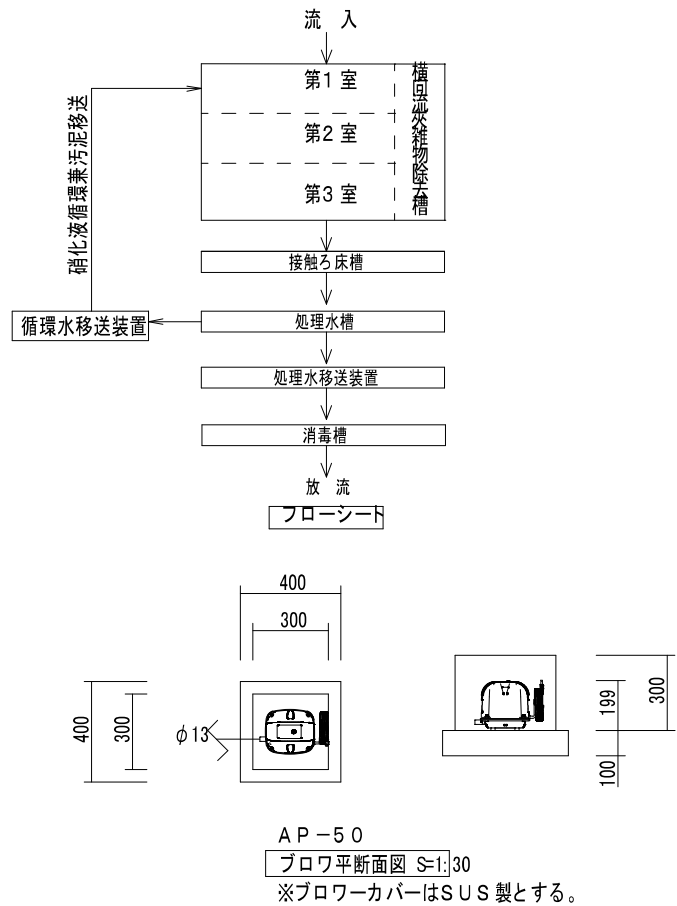 流 入
第1 室
第2 室
第3 室
横向流夾雑物除去槽
硝化液循環兼汚泥移送
接触ろ床槽
循環水移送装置
処理水槽
処理水移送装置
消毒槽
放 流
フローシート
400
300
400
300
φ13
199
300
100
AP-50
ブロワ平断面図 S=1:30
※ブロワーカバーはSUS製とする。